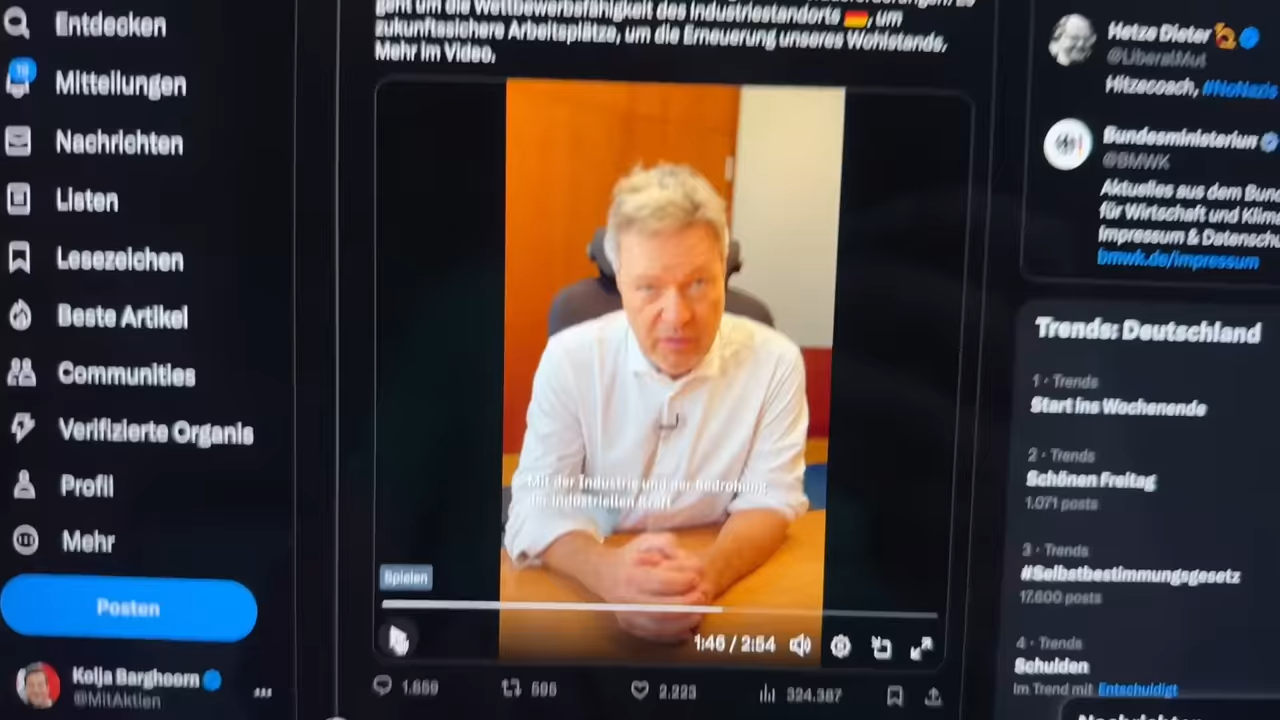 Entdecken
Mitteilungen
Nachrichten
Listen
Lesezeichen
Beste Artikel
Communities
Verifizierte Organis
Profil
Mehr
Posten
Kolja Barghoorn
@MitAktien
geht um die Wettbewerbsfähigkeit des Industriestandorts 🇩🇪, um
zukunftssichere Arbeitsplätze, um die Erneuerung unseres Wohlstands.
Mehr im Video.
Mit der Industrie und der bedrohung
der industriellen Kraft
Spielen
1:46 / 2:54
1.659
595
2.223
324.387
Hetze Dieter
@LiberalMut
Hitzecoach, #NoNazis
Bundesministeriun
@BMWK
Aktuelles aus dem Bun
für Wirtschaft und Klima
Impressum & Datenschu
bmwk.de/impressum
Trends: Deutschland
1 · Trends
Start ins Wochenende
2 · Trends
Schönen Freitag
1.071 posts
3 · Trends
#Selbstbestimmungsgesetz
17.600 posts
4 · Trends
Schulden
Im Trend mit Entschuldigt
Nachrichten